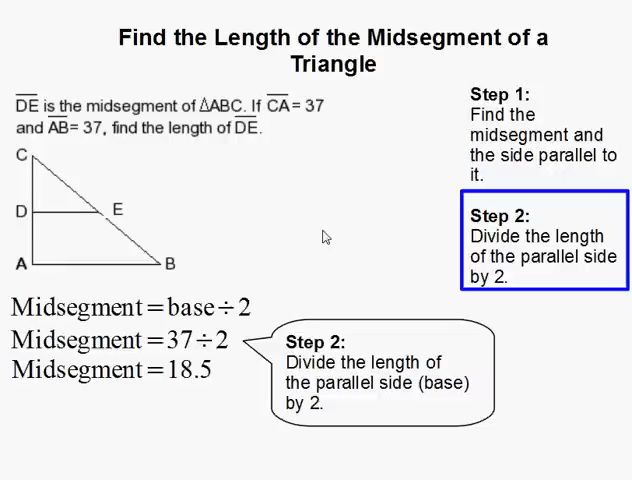 Find the Length of the Midsegment of a
Triangle
DE is the midsegment of △ABC. If CA = 37
and AB= 37, find the length of DE.
C
D
E
A
B
Midsegment = base ÷ 2
Midsegment = 37 ÷ 2
Midsegment = 18.5
Step 1:
Find the
midsegment and
the side parallel to
it.
Step 2:
Divide the length
of the parallel side
by 2.
Step 2:
Divide the length of
the parallel side (base)
by 2.